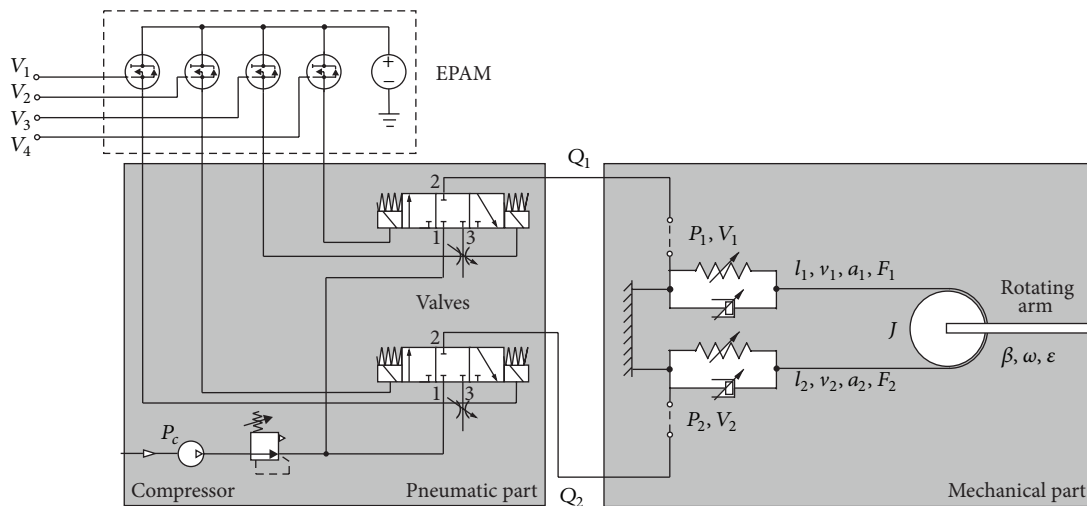 V1
V2
V3
V4
+
−
EPAM
Q1
2
1
3
Valves
2
1
3
Pc
Compressor
Pneumatic part
Q2
P1, V1
l1, v1, a1, F1
J
Rotating
arm
β, ω, ε
l2, v2, a2, F2
P2, V2
Mechanical part